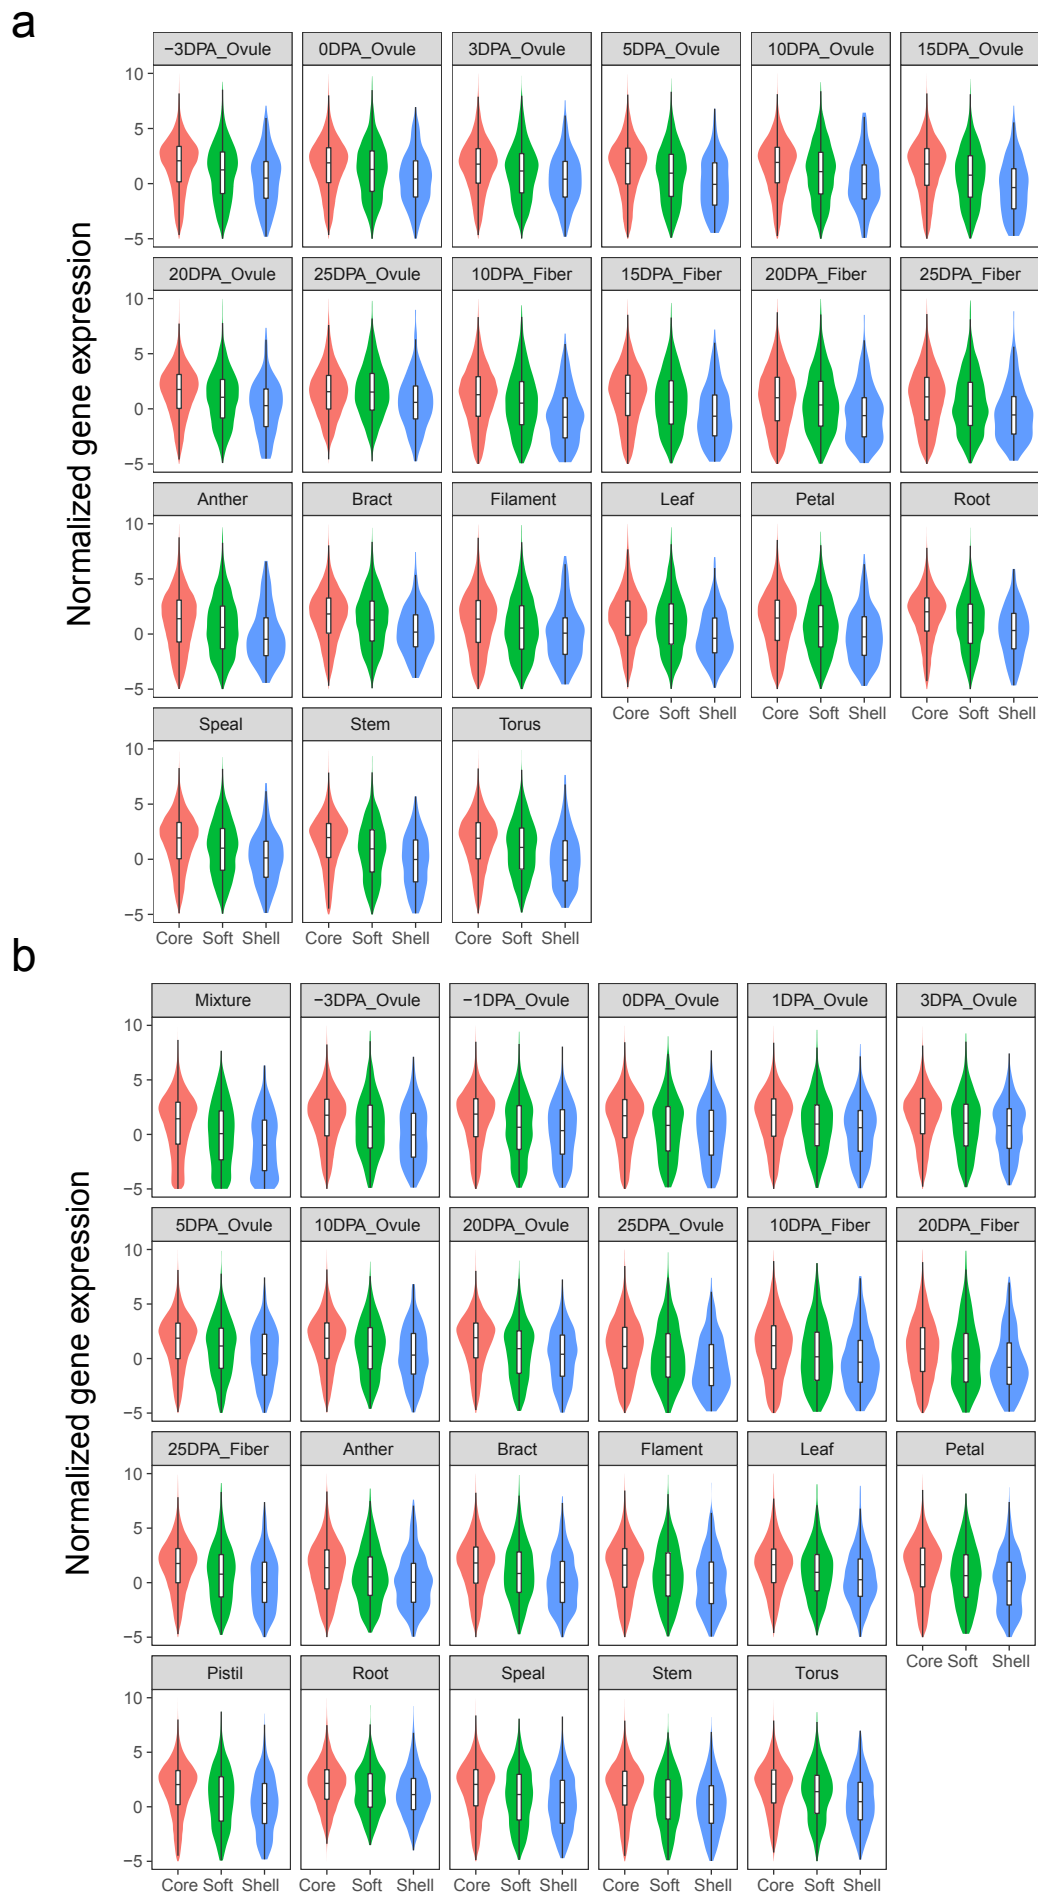 a
−3DPA_Ovule 0DPA_Ovule 3DPA_Ovule 5DPA_Ovule 10DPA_Ovule 15DPA_Ovule
10
5
0
−5
20DPA_Ovule 25DPA_Ovule 10DPA_Fiber 15DPA_Fiber 20DPA_Fiber 25DPA_Fiber
10
5
0
−5
Normalized gene expression
Anther Bract Filament Leaf Petal Root
10
5
0
−5
Core Soft Shell Core Soft Shell Core Soft Shell
Speal Stem Torus
10
5
0
−5
Core Soft Shell Core Soft Shell Core Soft Shell
b
Mixture −3DPA_Ovule −1DPA_Ovule 0DPA_Ovule 1DPA_Ovule 3DPA_Ovule
10
5
0
−5
5DPA_Ovule 10DPA_Ovule 20DPA_Ovule 25DPA_Ovule 10DPA_Fiber 20DPA_Fiber
10
5
0
−5
Normalized gene expression
25DPA_Fiber Anther Bract Flament Leaf Petal
10
5
0
−5
Core Soft Shell
Pistil Root Speal Stem Torus
10
5
0
−5
Core Soft Shell Core Soft Shell Core Soft Shell Core Soft Shell Core Soft Shell